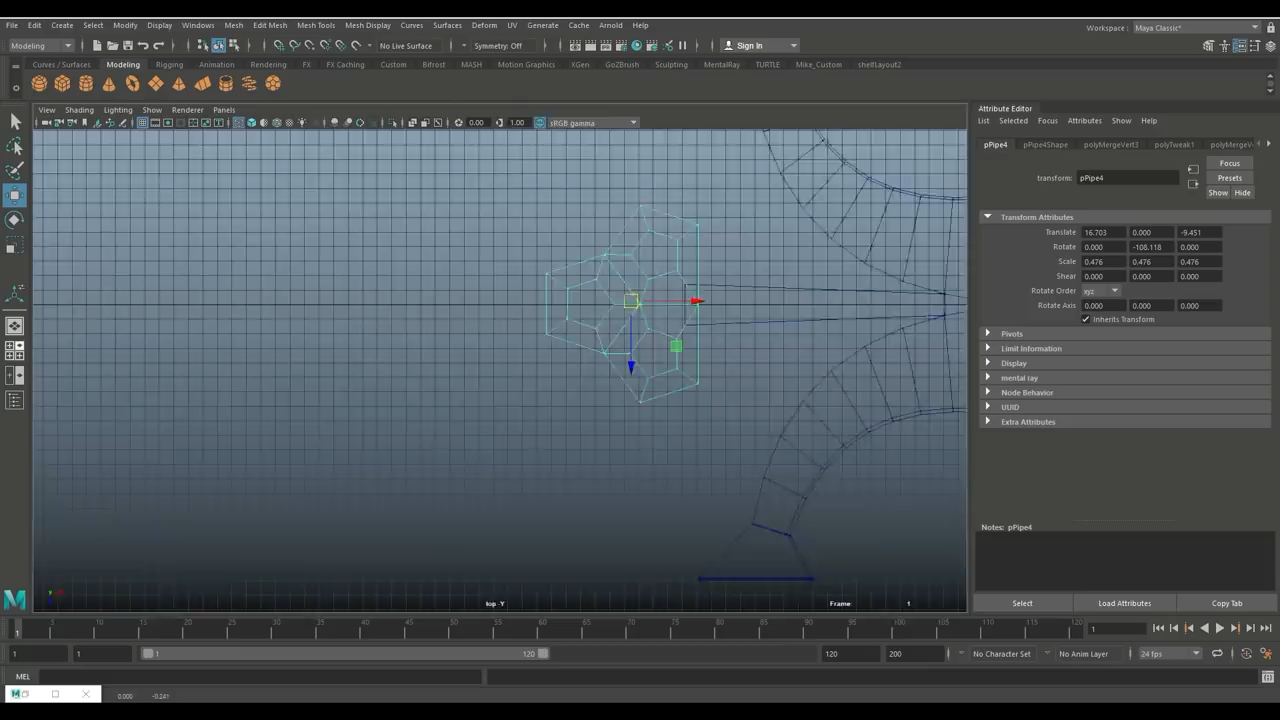 File Edit Create Select Modify Display Windows Mesh Edit Mesh Mesh Tools Mesh Display Curves Surfaces Deform UV Generate Cache Arnold Help
Workspace : Maya Classic*
Modeling No Live Surface Symmetry: Off Sign In
Curves / Surfaces Modeling Rigging Animation Rendering FX FX Caching Custom Bifrost MASH Motion Graphics XGen GoZBrush Sculpting MentalRay TURTLE Mike_Custom shelfLayout2
View Shading Lighting Show Renderer Panels
0.00 1.00 sRGB gamma
top -Y
Frame: 1
Attribute Editor
List Selected Focus Attributes Show Help
pPipe4 pPipe4Shape polyMergeVert3 polyTweak1
Focus
transform: pPipe4 Presets
Show Hide
Transform Attributes
Translate 16.703 0.000 -9.451
Rotate 0.000 -108.118 0.000
Scale 0.476 0.476 0.476
Shear 0.000 0.000 0.000
Rotate Order xyz
Rotate Axis 0.000 0.000 0.000
Inherits Transform
Pivots
Limit Information
Display
mental ray
Node Behavior
UUID
Extra Attributes
Notes: pPipe4
Select Load Attributes Copy Tab
1 5 10 15 20 25 30 35 40 45 50 55 60 65 70 75 80 85 90 95 100 105 110 115 120 1
1 1 1 120 120 200 No Character Set No Anim Layer 24 fps
MEL
0.000 -0.241